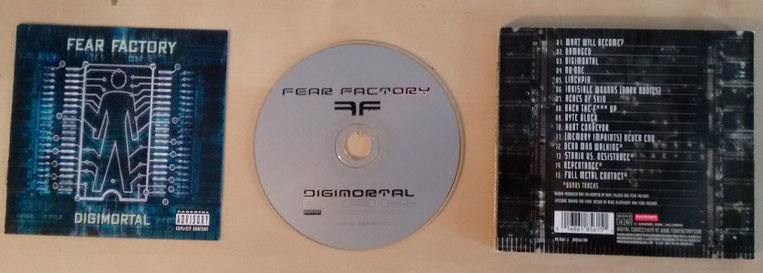 FEAR FACTORY
DIGIMORTAL
PARENTAL
ADVISORY
EXPLICIT CONTENT
FEAR FACTORY
FF
DIGIMORTAL
01. WHAT WILL BECOME?
02. DAMAGED
03. DIGIMORTAL
04. NO ONE
05. LINCHPIN
06. INVISIBLE WOUNDS (DARK BODIES)
07. ACRES OF SKIN
08. BACK THE F*** UP
09. BYTE BLOCK
10. HURT CONVEYOR
11. (MEMORY IMPRINTS) NEVER END
12. DEAD MAN WALKING*
13. STRAIN VS. RESISTANCE*
14. REPENTANCE*
15. FULL METAL CONTACT*
*BONUS TRACKS